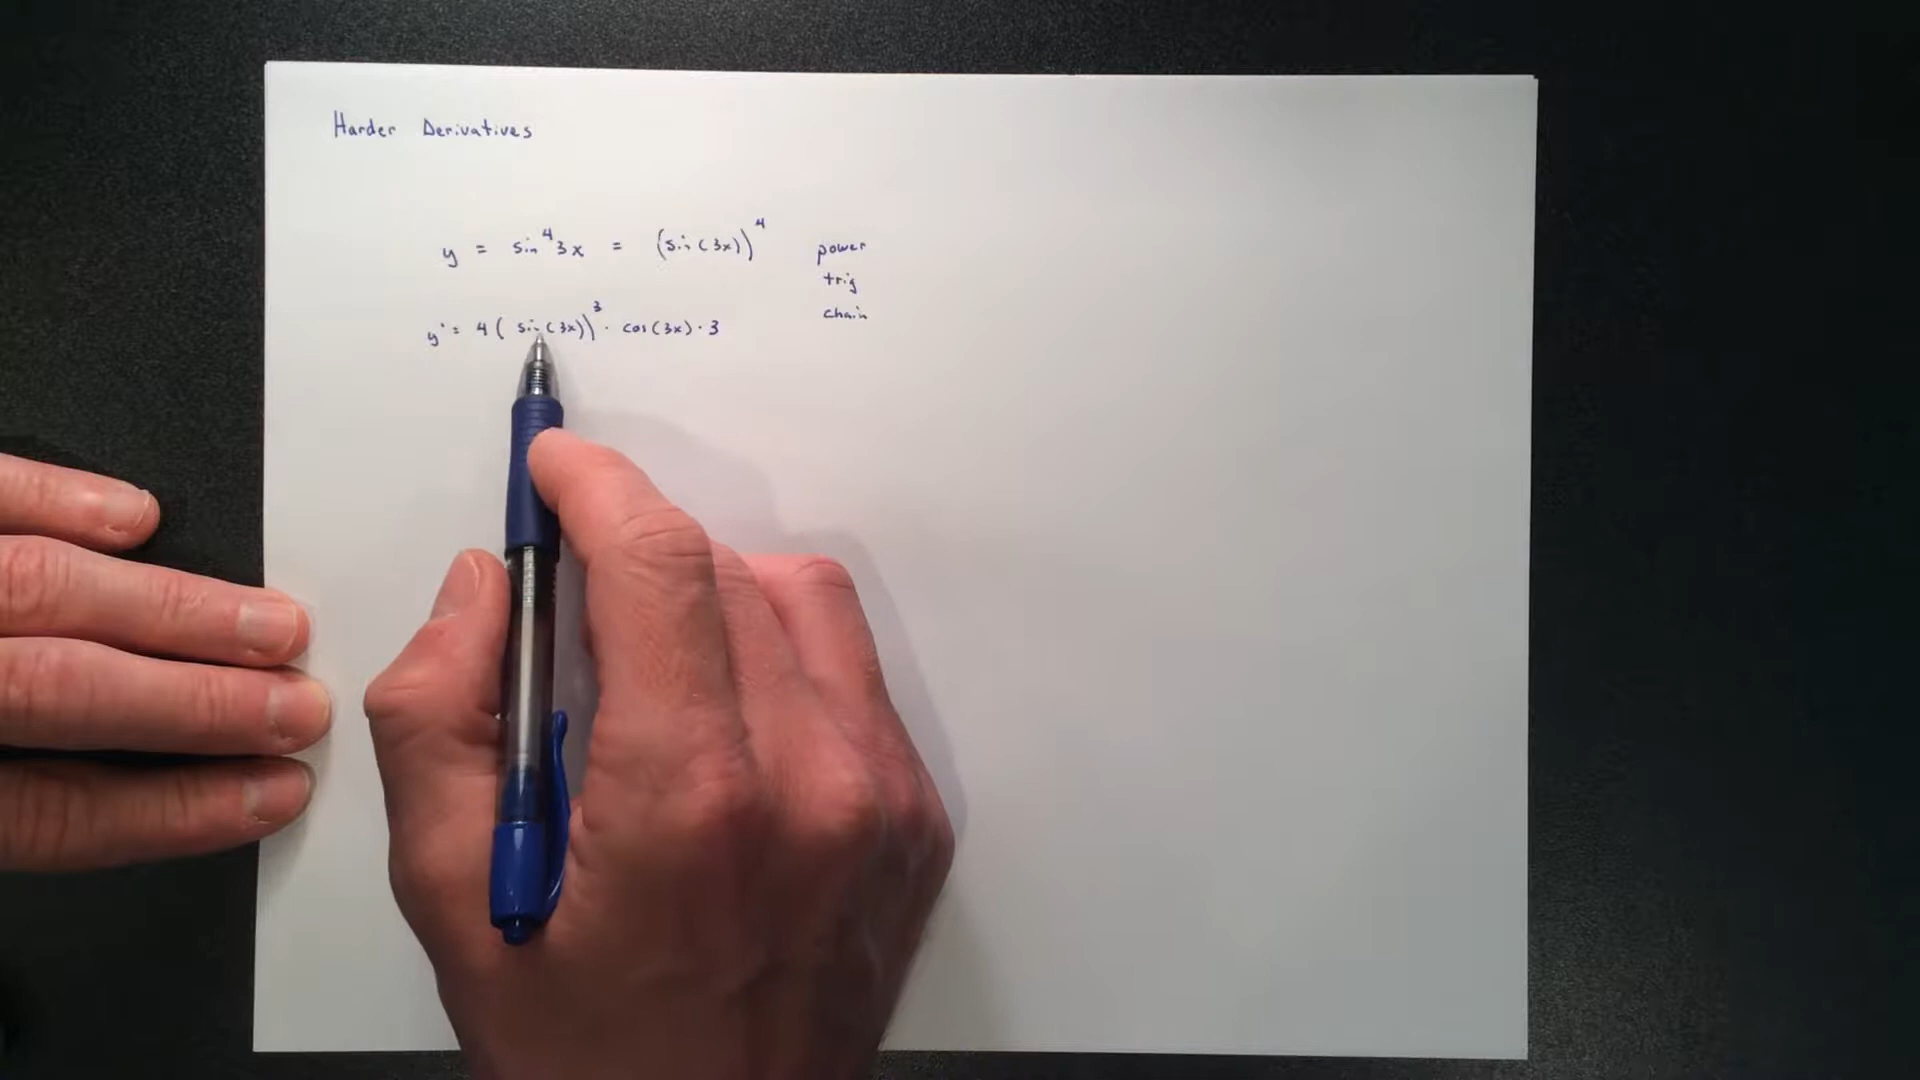 Harder Derivatives
y = sin⁴3x = (sin(3x))⁴ power
trig
chain
y' = 4(sin(3x))³ · cos(3x) · 3